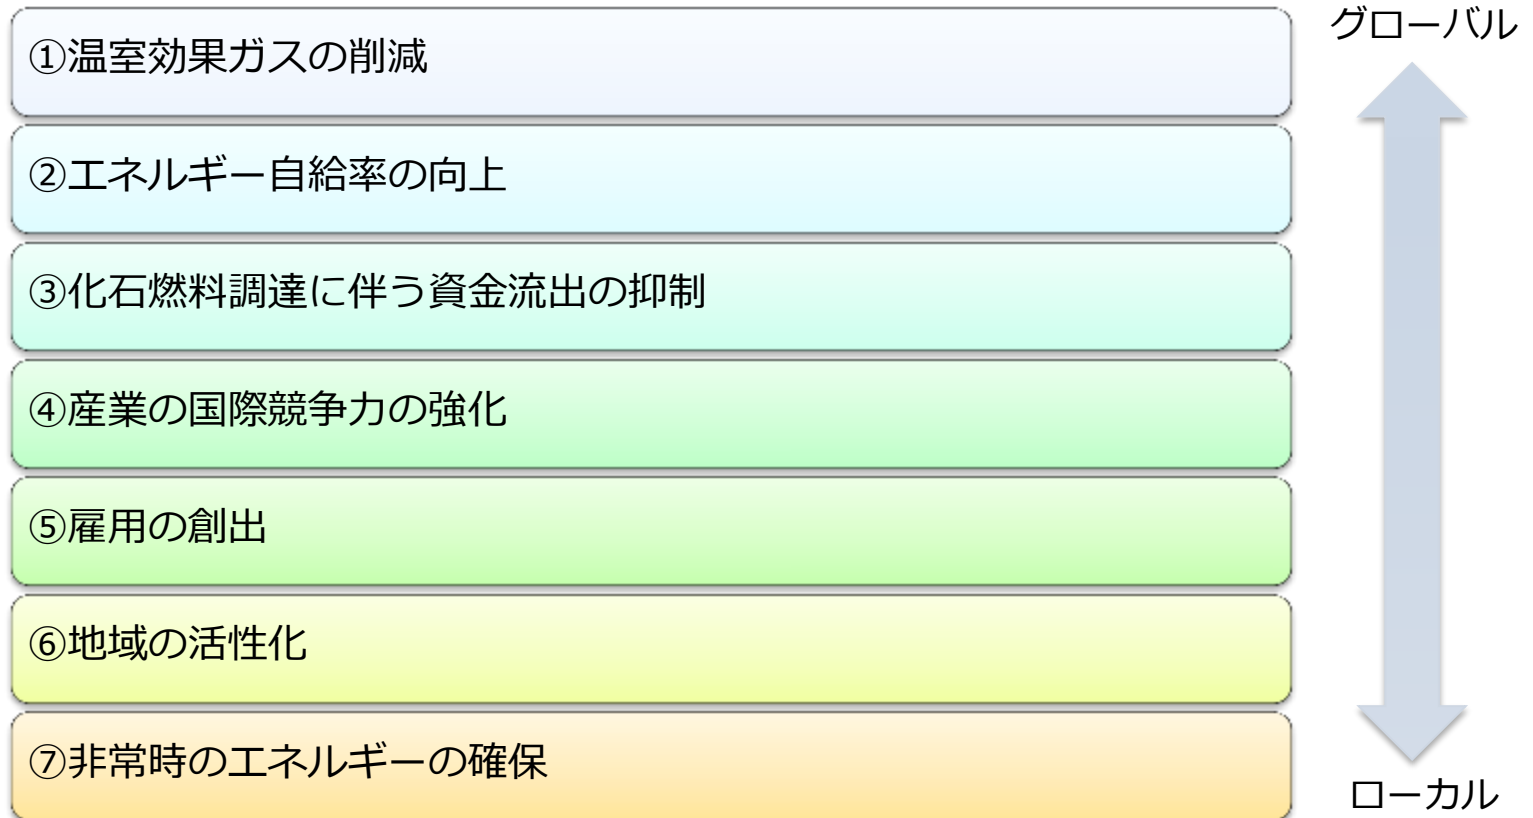 グローバル
①温室効果ガスの削減
②エネルギー自給率の向上
③化石燃料調達に伴う資金流出の抑制
④産業の国際競争力の強化
⑤雇用の創出
⑥地域の活性化
⑦非常時のエネルギーの確保
ローカル